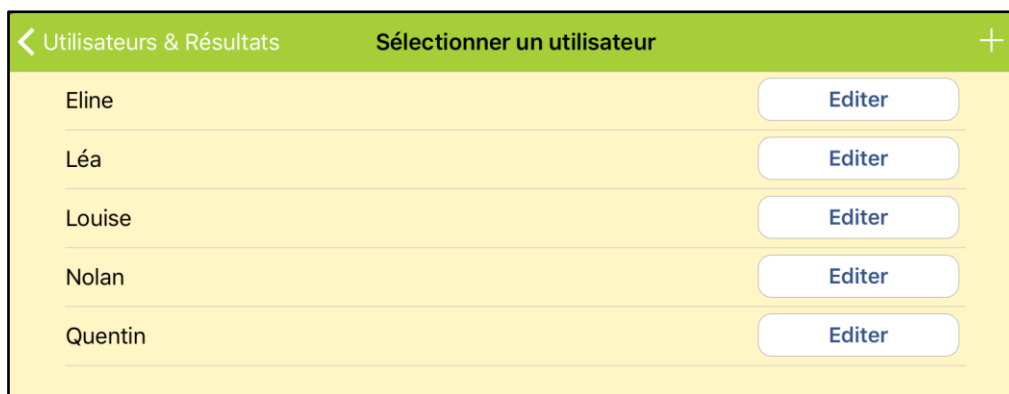 Utilisateurs & Résultats Sélectionner un utilisateur +
Eline Editer
Léa Editer
Louise Editer
Nolan Editer
Quentin Editer